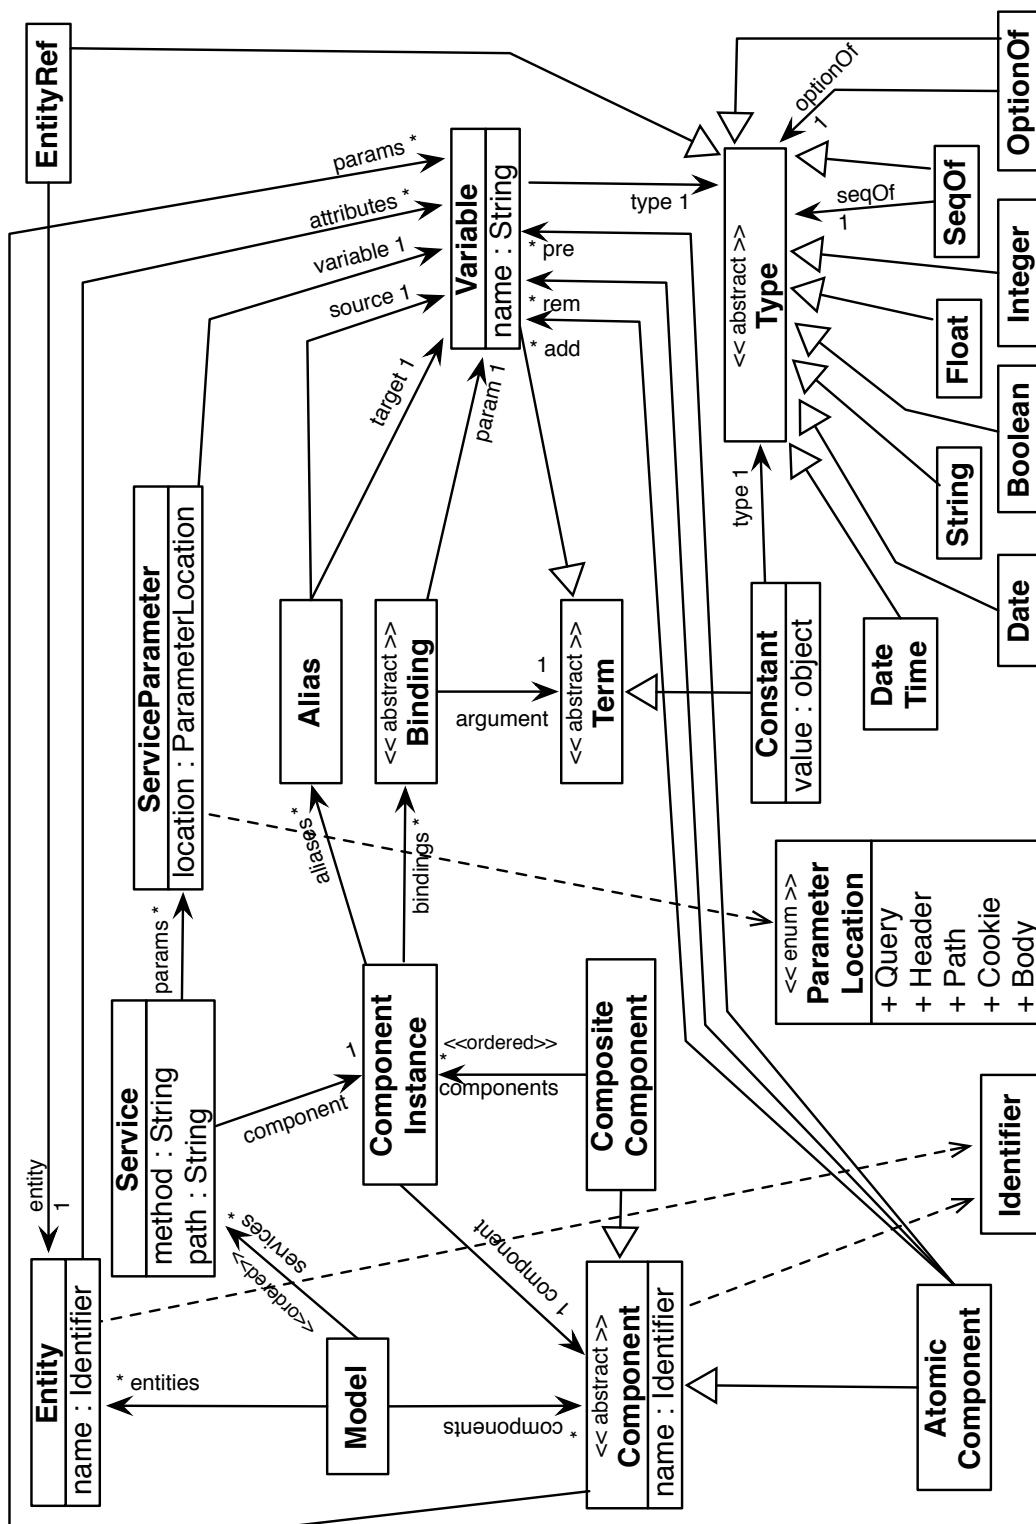 Entity
name : Identifier
entity
1
EntityRef
* entities
Model
<<ordered>>
services
*
Service
method : String
path : String
params *
ServiceParameter
location : ParameterLocation
component
1
Component
Instance
aliases *
bindings *
Alias
<< abstract >>
Binding
source 1
target 1
variable 1
attributes *
params *
param 1
Variable
name : String
* pre
* rem
* add
type 1
argument
1
<< abstract >>
Term
components
*
1 component
<< abstract >>
Component
name : Identifier
<<ordered>>
*
components
Composite
Component
Atomic
Component
Identifier
<< enum >>
Parameter
Location
+ Query
+ Header
+ Path
+ Cookie
+ Body
Constant
value : object
type 1
<< abstract >>
Type
optionOf
1
seqOf
1
Date
Time
Date
String
Boolean
Float
Integer
SeqOf
OptionOf